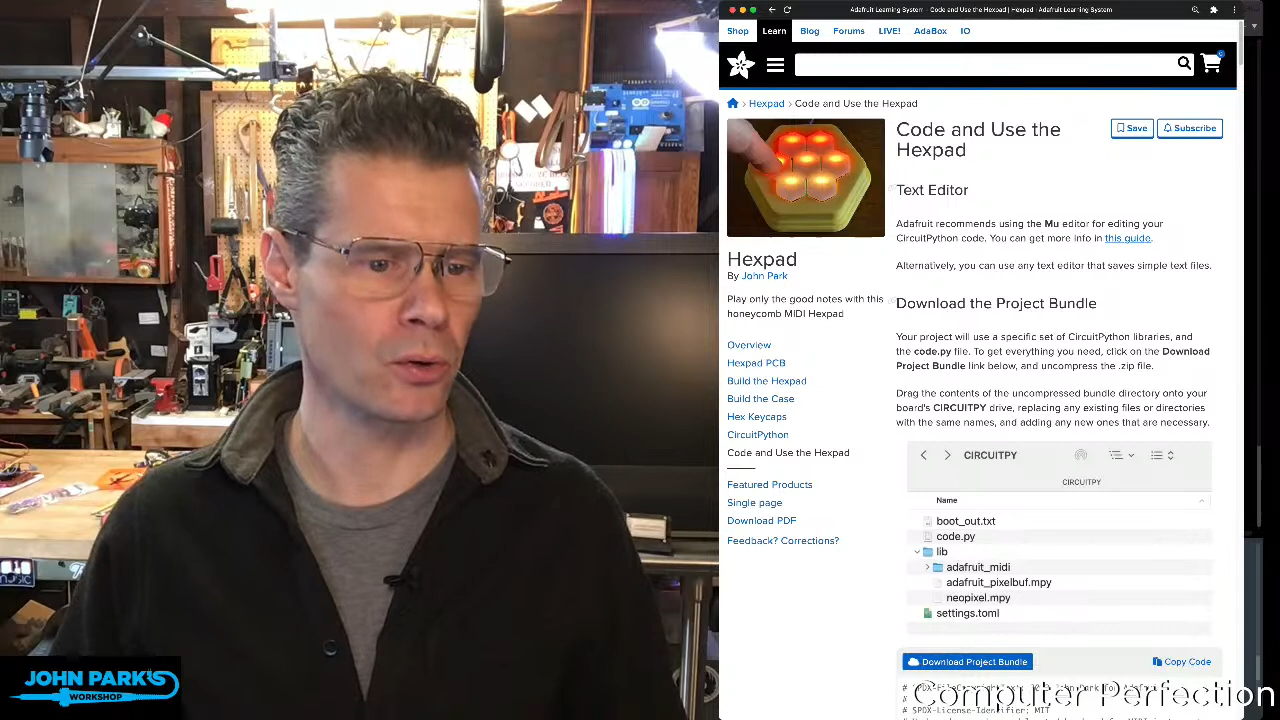 Adafruit Learning System - Code and Use the Hexpad | Hexpad | Adafruit Learning System
Shop Learn Blog Forums LIVE! AdaBox IO
0
Hexpad > Code and Use the Hexpad
Code and Use the
Hexpad
Save
Subscribe
Text Editor
Adafruit recommends using the Mu editor for editing your
CircuitPython code. You can get more info in this guide.
Alternatively, you can use any text editor that saves simple text files.
Hexpad
By John Park
Play only the good notes with this
honeycomb MIDI Hexpad
Overview
Hexpad PCB
Build the Hexpad
Build the Case
Hex Keycaps
CircuitPython
Code and Use the Hexpad
Featured Products
Single page
Download PDF
Feedback? Corrections?
Download the Project Bundle
Your project will use a specific set of CircuitPython libraries, and
the code.py file. To get everything you need, click on the Download
Project Bundle link below, and uncompress the .zip file.
Drag the contents of the uncompressed bundle directory onto your
board's CIRCUITPY drive, replacing any existing files or directories
with the same names, and adding any new ones that are necessary.
CIRCUITPY
CIRCUITPY
Name
boot_out.txt
code.py
lib
adafruit_midi
adafruit_pixelbuf.mpy
neopixel.mpy
settings.toml
Download Project Bundle
Copy Code
# SPDX-License-Identifier: MIT
Computer Perfection
JOHN PARK'S
WORKSHOP